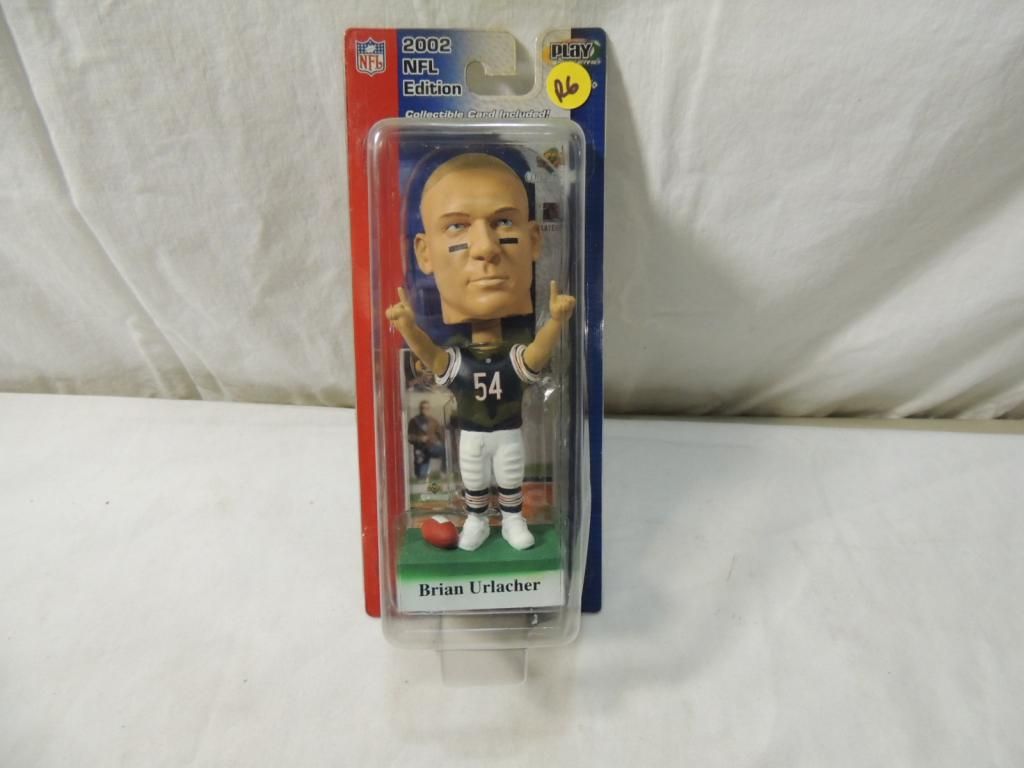 NFL
2002
NFL
Edition
PLAY
R6
Collectible Card Included!
54
Brian Urlacher